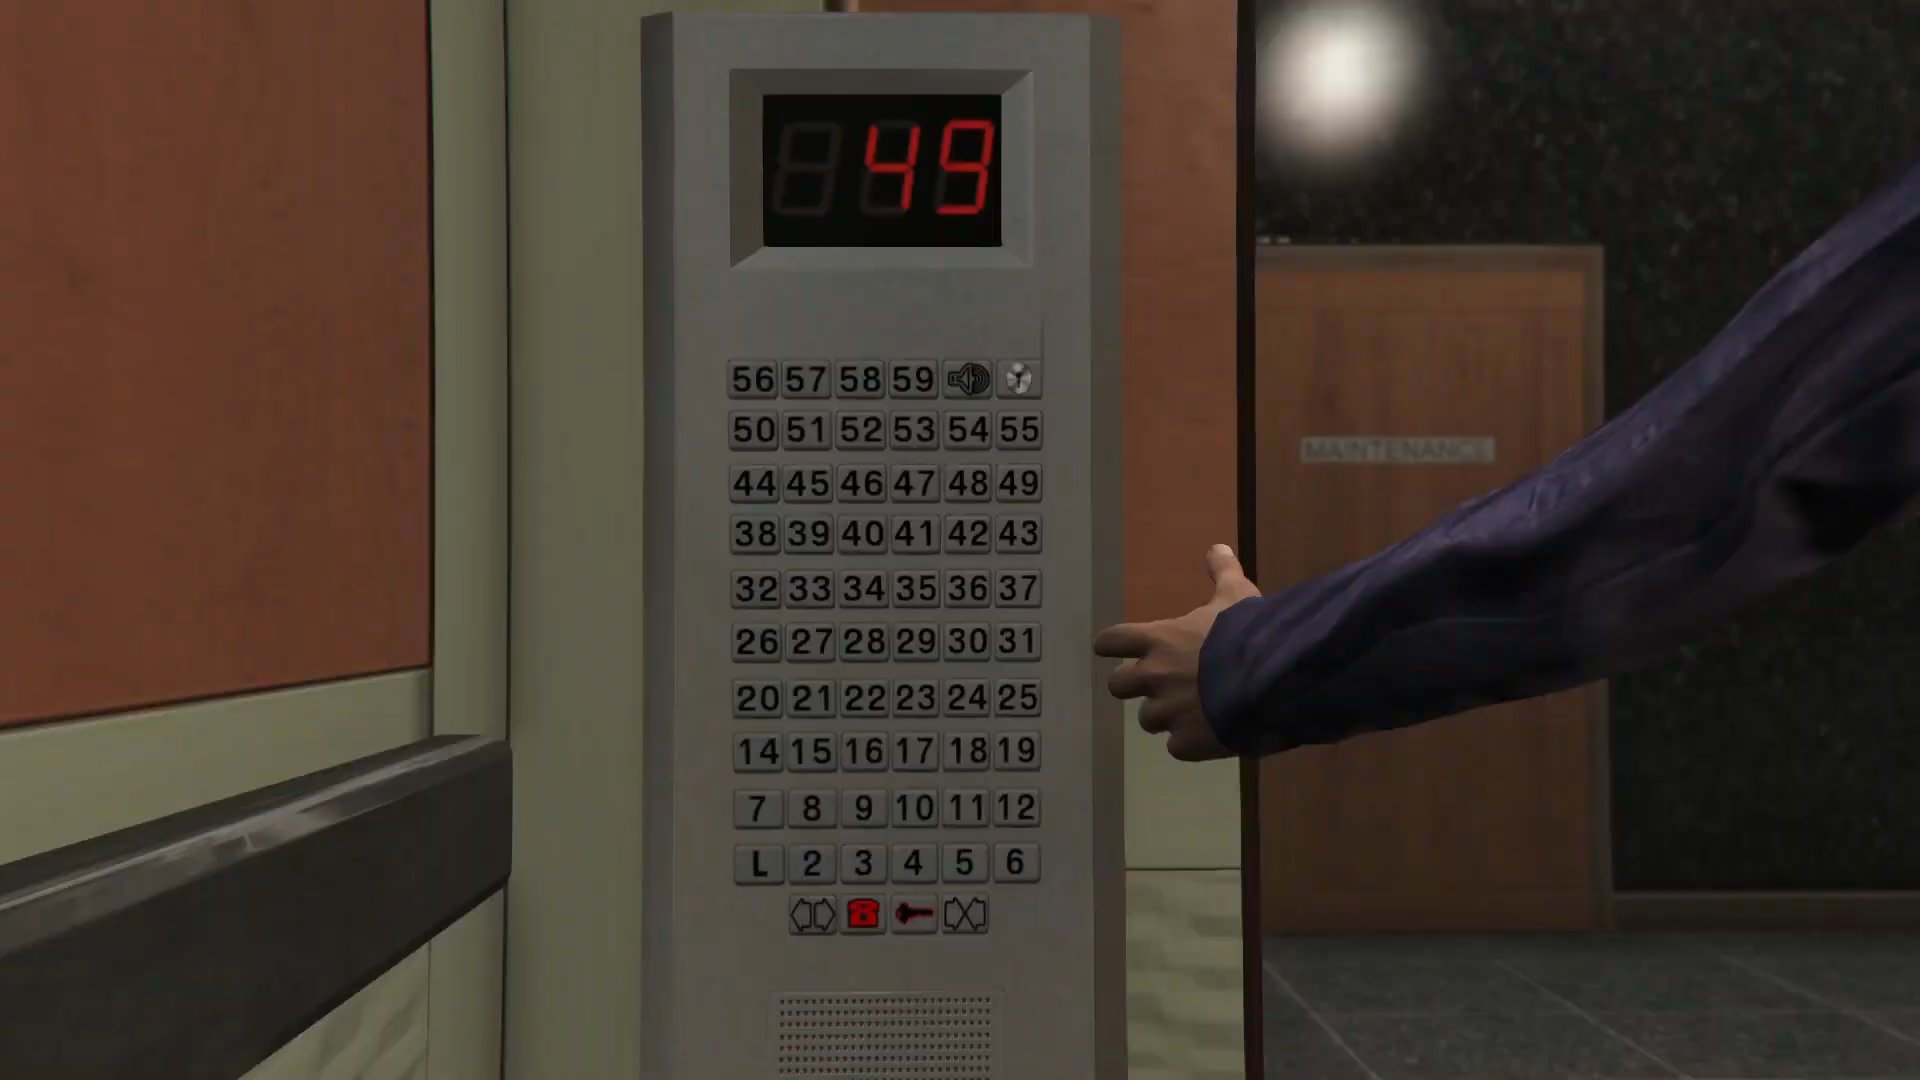 49
56 57 58 59
50 51 52 53 54 55
44 45 46 47 48 49
38 39 40 41 42 43
32 33 34 35 36 37
26 27 28 29 30 31
20 21 22 23 24 25
14 15 16 17 18 19
7 8 9 10 11 12
L 2 3 4 5 6
MAINTENANCE